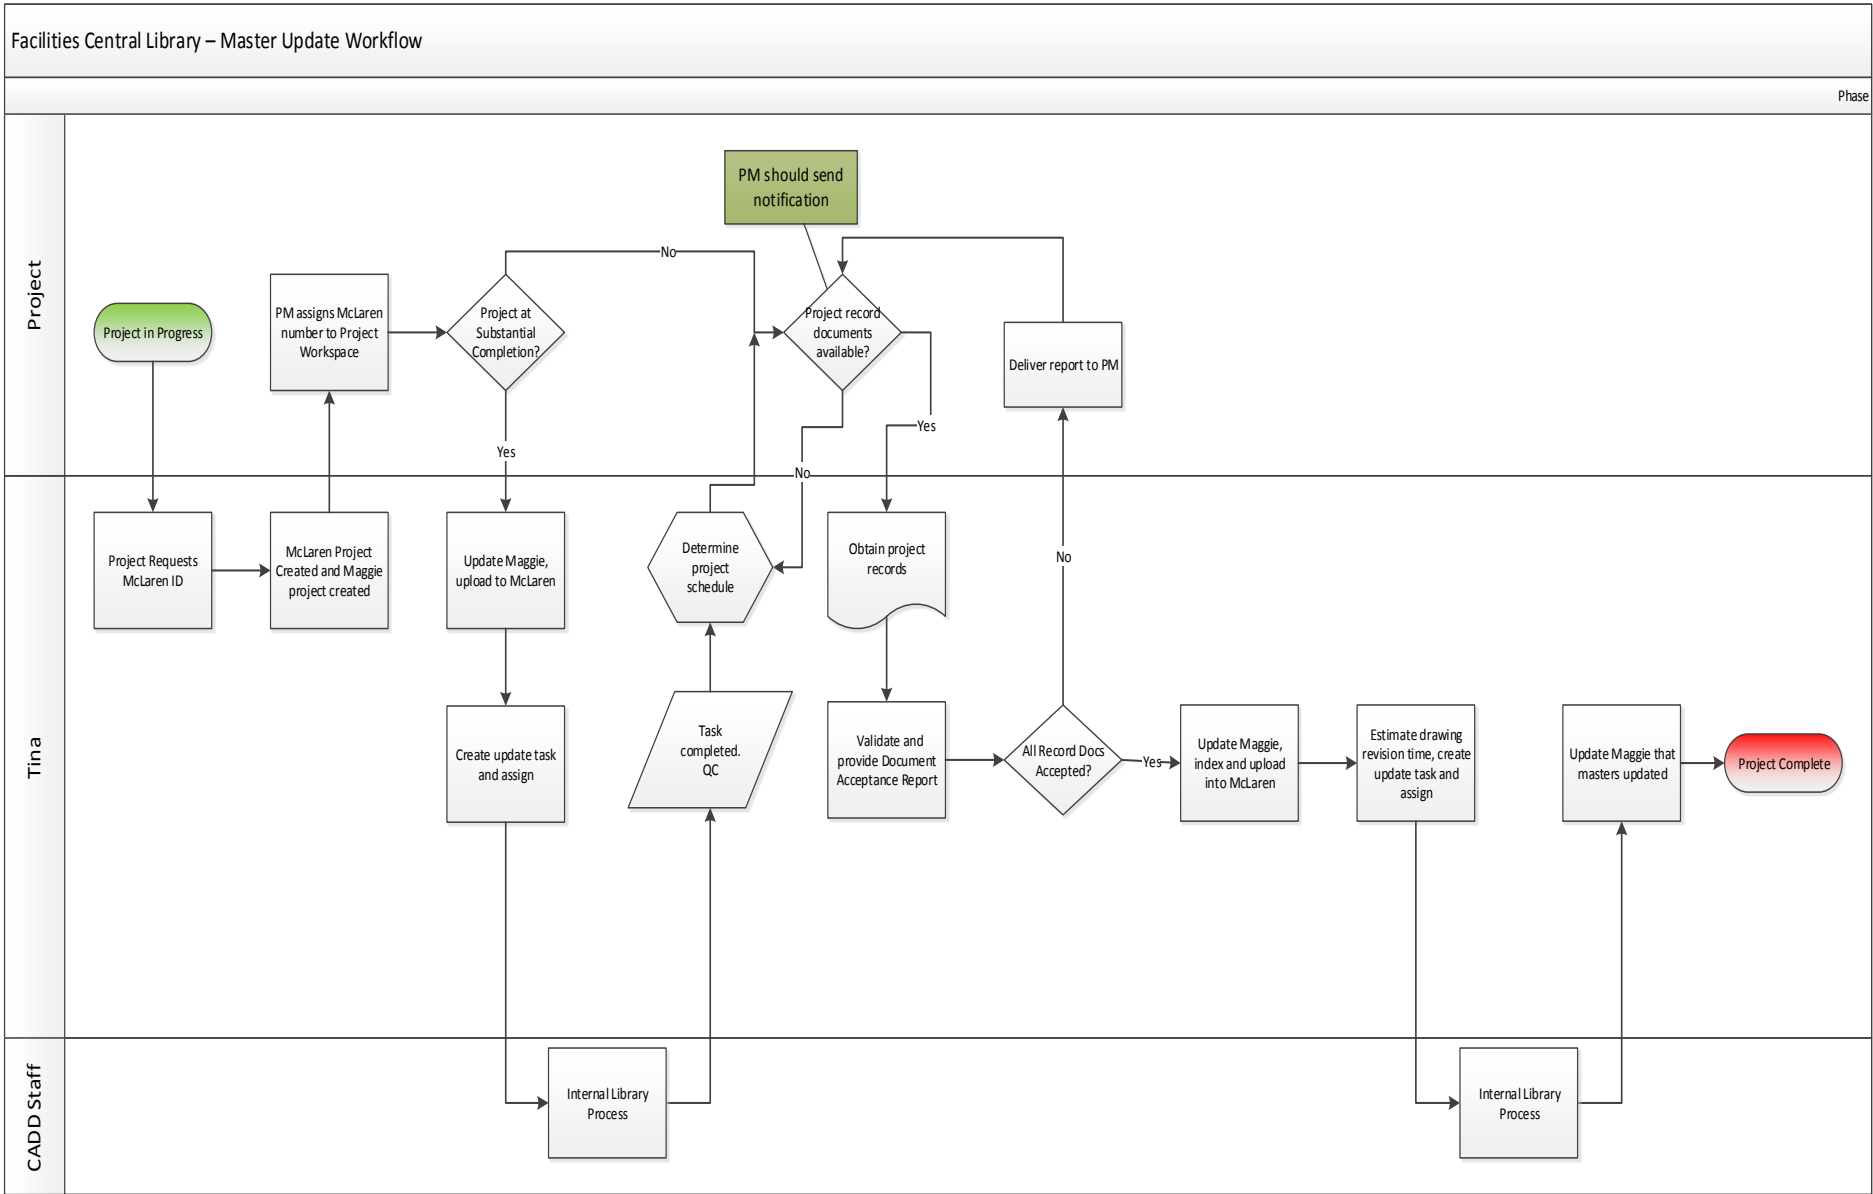 Facilities Central Library – Master Update Workflow
Phase
Project
PM should send
notification
No
Project in Progress
PM assigns McLaren
number to Project
Workspace
Project at
Substantial
Completion?
Project record
documents
available?
Deliver report to PM
Yes
Yes
No
Tina
Project Requests
McLaren ID
McLaren Project
Created and Maggie
project created
Update Maggie,
upload to McLaren
Determine
project
schedule
Obtain project
records
No
Create update task
and assign
Task
completed.
QC
Validate and
provide Document
Acceptance Report
All Record Docs
Accepted?
Yes
Update Maggie,
index and upload
into McLaren
Estimate drawing
revision time, create
update task and
assign
Update Maggie that
masters updated
Project Complete
CADD Staff
Internal Library
Process
Internal Library
Process